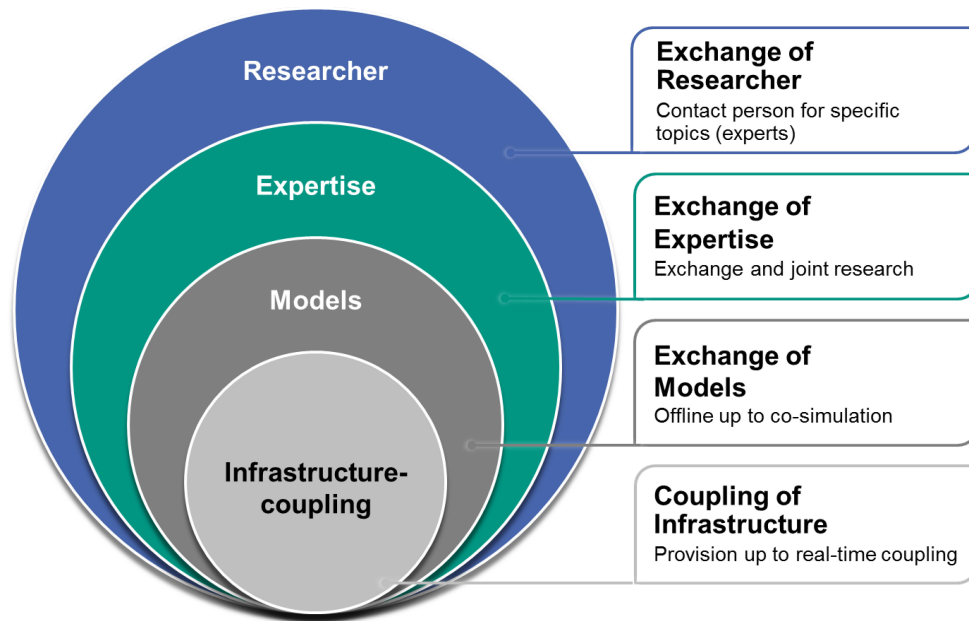 Researcher
Expertise
Models
Infrastructure-
coupling
Exchange of
Researcher
Contact person for specific
topics (experts)
Exchange of
Expertise
Exchange and joint research
Exchange of
Models
Offline up to co-simulation
Coupling of
Infrastructure
Provision up to real-time coupling